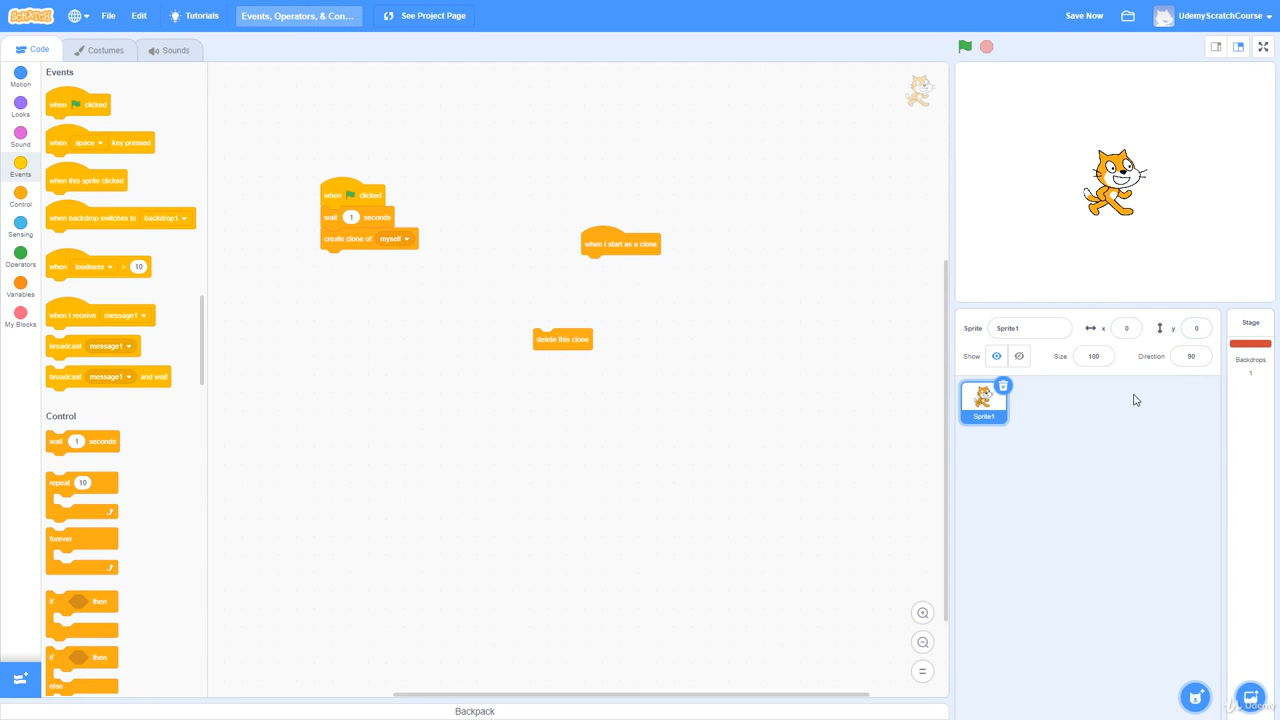 SCRATCH File Edit Tutorials Events, Operators, & Con... See Project Page Save Now UdemyScratchCourse
Code Costumes Sounds
Motion
Looks
Sound
Events
Control
Sensing
Operators
Variables
My Blocks
Events
when clicked
when space key pressed
when this sprite clicked
when backdrop switches to backdrop1
when loudness > 10
when I receive message1
broadcast message1
broadcast message1 and wait
Control
wait 1 seconds
repeat 10
forever
if then
if then
else
when clicked
wait 1 seconds
create clone of myself
when I start as a clone
delete this clone
Sprite Sprite1 x 0 y 0
Show Size 100 Direction 90
Sprite1
Stage
Backdrops
1
Backpack
Udemy